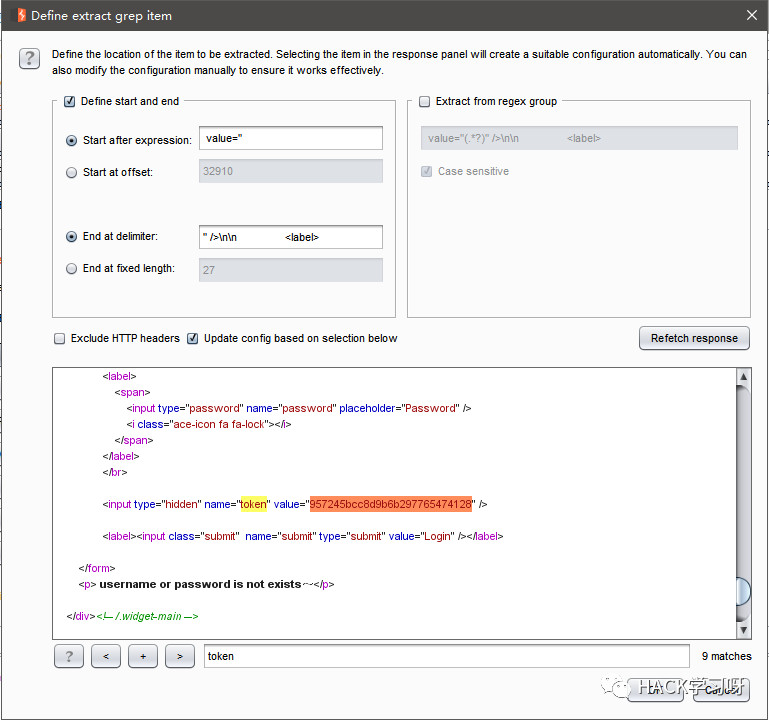 Define extract grep item
Define the location of the item to be extracted. Selecting the item in the response panel will create a suitable configuration automatically. You can
also modify the configuration manually to ensure it works effectively.
Define start and end
Start after expression: value="
Start at offset: 32910
End at delimiter: " />\n\n <label>
End at fixed length: 27
Extract from regex group
value="(.*?)" />\n\n <label>
Case sensitive
Exclude HTTP headers Update config based on selection below
Refetch response
<label>
<span>
<input type="password" name="password" placeholder="Password" />
<i class="ace-icon fa fa-lock"></i>
</span>
</label>
</br>
<input type="hidden" name="token" value="957245bcc8d9b6b297765474128" />
<label><input class="submit" name="submit" type="submit" value="Login" /></label>
</form>
<p> username or password is not exists～</p>
</div><!-- /.widget-main -->
? < + > token 9 matches
HACK学习呀
Cancel